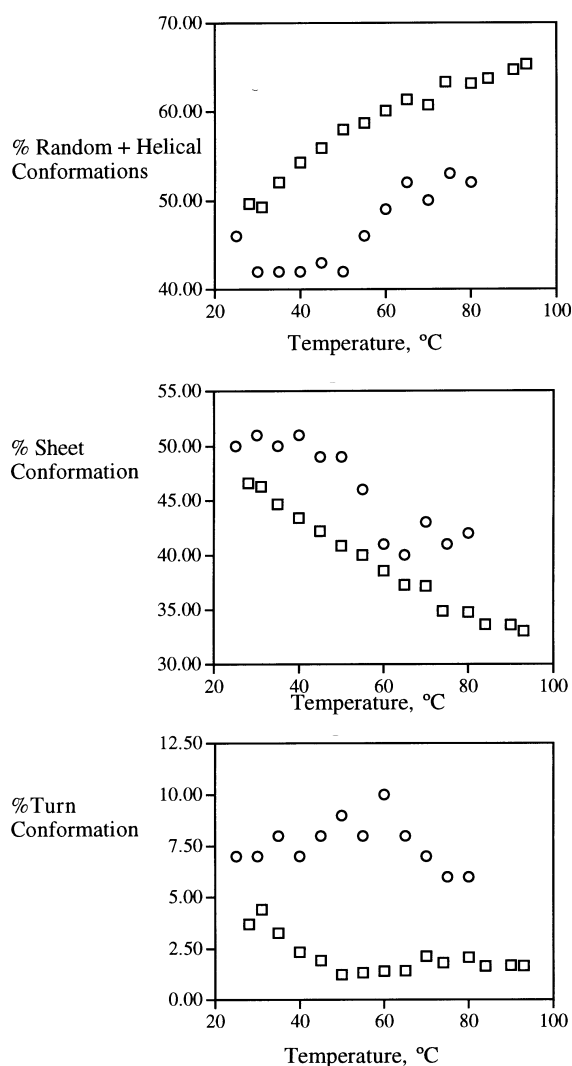 70.00
60.00
% Random + Helical
Conformations
50.00
40.00
20 40 60 80 100
Temperature, ºC
55.00
50.00
% Sheet
Conformation
45.00
40.00
35.00
30.00
20 40 60 80 100
Temperature, ºC
12.50
10.00
%Turn
Conformation
7.50
5.00
2.50
0.00
20 40 60 80 100
Temperature, ºC